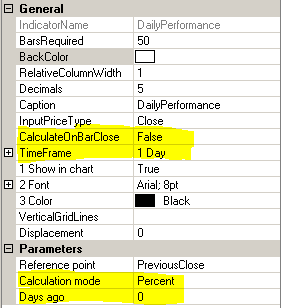 General
IndicatorName DailyPerformance
BarsRequired 50
BackColor
RelativeColumnWidth 1
Decimals 5
Caption DailyPerformance
InputPriceType Close
CalculateOnBarClose False
TimeFrame 1 Day
1 Show in chart True
2 Font Arial; 8pt
3 Color Black
VerticalGridLines
Displacement 0
Parameters
Reference point PreviousClose
Calculation mode Percent
Days ago 0